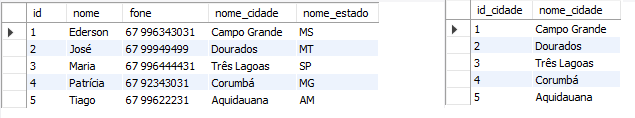 id nome fone nome_cidade nome_estado
1 Ederson 67 996343031 Campo Grande MS
2 José 67 99949499 Dourados MT
3 Maria 67 996444431 Três Lagoas SP
4 Patrícia 67 92343031 Corumbá MG
5 Tiago 67 99622231 Aquidauana AM
id_cidade nome_cidade
1 Campo Grande
2 Dourados
3 Três Lagoas
4 Corumbá
5 Aquidauana